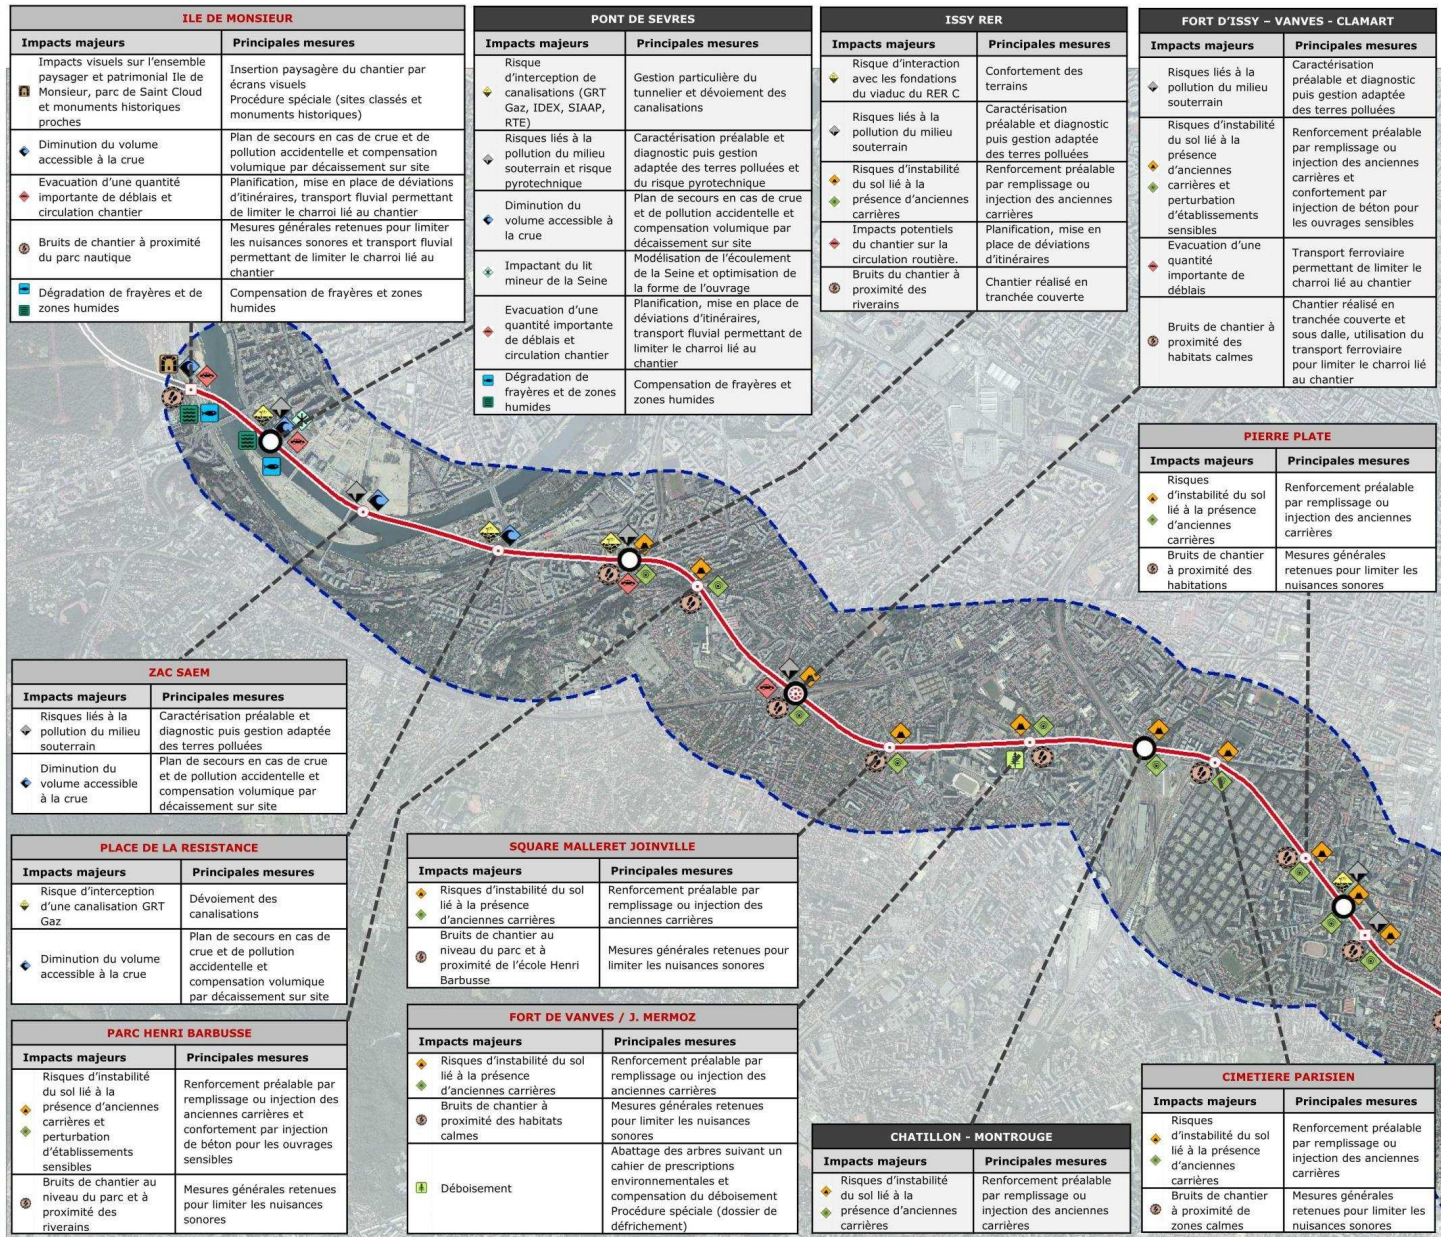 ILE DE MONSIEUR
Impacts majeurs
Principales mesures
Impacts visuels sur l'ensemble
paysager et patrimonial Ile de
Monsieur, parc de Saint Cloud
et monuments historiques
proches
Insertion paysagère du chantier par
écrans visuels
Procédure spéciale (sites classés et
monuments historiques)
Diminution du volume
accessible à la crue
Plan de secours en cas de crue et de
pollution accidentelle et compensation
volumique par décaissement sur site
Evacuation d'une quantité
importante de déblais et
circulation chantier
Planification, mise en place de déviations
d'itinéraires, transport fluvial permettant
de limiter le charroi lié au chantier
Bruits de chantier à proximité
du parc nautique
Mesures générales retenues pour limiter
les nuisances sonores et transport fluvial
permettant de limiter le charroi lié au
chantier
Dégradation de frayères et de
zones humides
Compensation de frayères et zones
humides
PONT DE SEVRES
Impacts majeurs
Principales mesures
Risque
d'interception de
canalisations (GRT
Gaz, IDEX, SIAAP,
RTE)
Gestion particulière du
tunnelier et dévoiement des
canalisations
Risques liés à la
pollution du milieu
souterrain et risque
pyrotechnique
Caractérisation préalable et
diagnostic puis gestion
adaptée des terres polluées et
du risque pyrotechnique
Diminution du
volume accessible à
la crue
Plan de secours en cas de crue
et de pollution accidentelle et
compensation volumique par
décaissement sur site
Impactant du lit
mineur de la Seine
Modélisation de l'écoulement
de la Seine et optimisation de
la forme de l'ouvrage
Evacuation d'une
quantité importante
de déblais et
circulation chantier
Planification, mise en place de
déviations d'itinéraires,
transport fluvial permettant de
limiter le charroi lié au
chantier
Dégradation de
frayères et de zones
humides
Compensation de frayères et
zones humides
ISSY RER
Impacts majeurs
Principales mesures
Risque d'interaction
avec les fondations
du viaduc du RER C
Confortement des
terrains
Risques liés à la
pollution du milieu
souterrain
Caractérisation
préalable et diagnostic
puis gestion adaptée
des terres polluées
Risques d'instabilité
du sol lié à la
présence d'anciennes
carrières
Renforcement préalable
par remplissage ou
injection des anciennes
carrières
Impacts potentiels
du chantier sur la
circulation routière.
Planification, mise en
place de déviations
d'itinéraires
Bruits du chantier à
proximité des
riverains
Chantier réalisé en
tranchée couverte
FORT D'ISSY – VANVES - CLAMART
Impacts majeurs
Principales mesures
Risques liés à la
pollution du milieu
souterrain
Caractérisation
préalable et diagnostic
puis gestion adaptée
des terres polluées
Risques d'instabilité
du sol lié à la
présence
d'anciennes
carrières et
perturbation
d'établissements
sensibles
Renforcement préalable
par remplissage ou
injection des anciennes
carrières et
confortement par
injection de béton pour
les ouvrages sensibles
Evacuation d'une
quantité
importante de
déblais
Transport ferroviaire
permettant de limiter le
charroi lié au chantier
Bruits de chantier à
proximité des
habitats calmes
Chantier réalisé en
tranchée couverte et
sous dalle, utilisation du
transport ferroviaire
pour limiter le charroi lié
au chantier
PIERRE PLATE
Impacts majeurs
Principales mesures
Risques
d'instabilité du sol
lié à la présence
d'anciennes
carrières
Renforcement préalable
par remplissage ou
injection des anciennes
carrières
Bruits de chantier
à proximité des
habitations
Mesures générales
retenues pour limiter les
nuisances sonores
ZAC SAEM
Impacts majeurs
Principales mesures
Risques liés à la
pollution du milieu
souterrain
Caractérisation préalable et
diagnostic puis gestion adaptée
des terres polluées
Diminution du
volume accessible
à la crue
Plan de secours en cas de crue
et de pollution accidentelle et
compensation volumique par
décaissement sur site
PLACE DE LA RESISTANCE
Impacts majeurs
Principales mesures
Risque d'interception
d'une canalisation GRT
Gaz
Dévoiement des
canalisations
Diminution du volume
accessible à la crue
Plan de secours en cas de
crue et de pollution
accidentelle et
compensation volumique
par décaissement sur site
PARC HENRI BARBUSSE
Impacts majeurs
Principales mesures
Risques d'instabilité
du sol lié à la
présence d'anciennes
carrières et
perturbation
d'établissements
sensibles
Renforcement préalable par
remplissage ou injection des
anciennes carrières et
confortement par injection
de béton pour les ouvrages
sensibles
Bruits de chantier au
niveau du parc et à
proximité des
riverains
Mesures générales retenues
pour limiter les nuisances
sonores
SQUARE MALLERET JOINVILLE
Impacts majeurs
Principales mesures
Risques d'instabilité du sol
lié à la présence
d'anciennes carrières
Renforcement préalable par
remplissage ou injection des
anciennes carrières
Bruits de chantier au
niveau du parc et à
proximité de l'école Henri
Barbusse
Mesures générales retenues pour
limiter les nuisances sonores
FORT DE VANVES / J. MERMOZ
Impacts majeurs
Principales mesures
Risques d'instabilité du sol
lié à la présence
d'anciennes carrières
Renforcement préalable par
remplissage ou injection des
anciennes carrières
Bruits de chantier à
proximité des habitats
calmes
Mesures générales retenues
pour limiter les nuisances
sonores
Déboisement
Abattage des arbres suivant un
cahier de prescriptions
environnementales et
compensation du déboisement
Procédure spéciale (dossier de
défrichement)
CHATILLON - MONTROUGE
Impacts majeurs
Principales mesures
Risques d'instabilité
du sol lié à la
présence d'anciennes
carrières
Renforcement préalable
par remplissage ou
injection des anciennes
carrières
CIMETIERE PARISIEN
Impacts majeurs
Principales mesures
Risques
d'instabilité du sol
lié à la présence
d'anciennes
carrières
Renforcement préalable
par remplissage ou
injection des anciennes
carrières
Bruits de chantier
à proximité de
zones calmes
Mesures générales
retenues pour limiter les
nuisances sonores